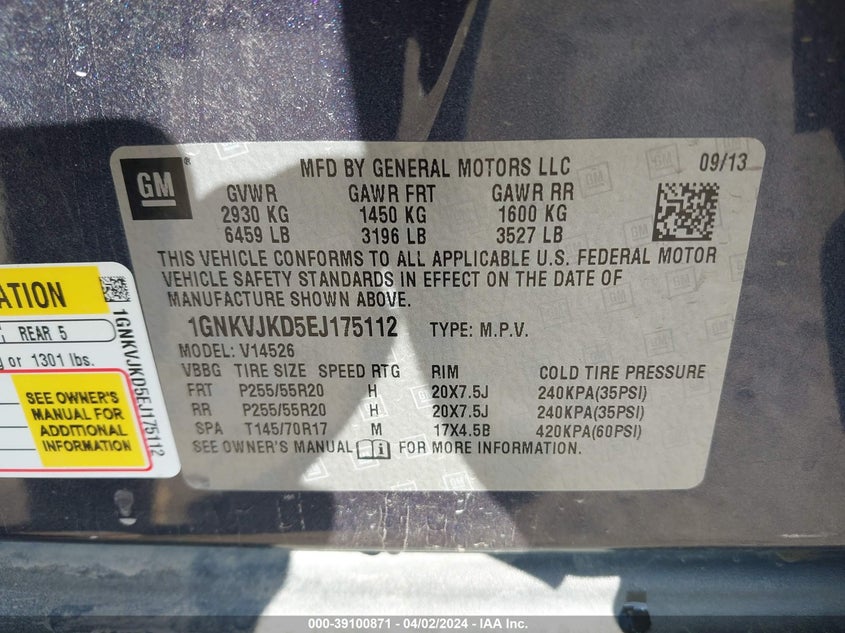 GM
MFD BY GENERAL MOTORS LLC 09/13
GVWR GAWR FRT GAWR RR
2930 KG 1450 KG 1600 KG
6459 LB 3196 LB 3527 LB
THIS VEHICLE CONFORMS TO ALL APPLICABLE U.S. FEDERAL MOTOR
VEHICLE SAFETY STANDARDS IN EFFECT ON THE DATE OF
MANUFACTURE SHOWN ABOVE.
1GNKVJKD5EJ175112 TYPE: M.P.V.
MODEL: V14526
VBBG TIRE SIZE SPEED RTG RIM COLD TIRE PRESSURE
FRT P255/55R20 H 20X7.5J 240KPA(35PSI)
RR P255/55R20 H 20X7.5J 240KPA(35PSI)
SPA T145/70R17 M 17X4.5B 420KPA(60PSI)
SEE OWNER'S MANUAL FOR MORE INFORMATION.
REAR 5
or 1301 lbs.
SEE OWNER'S
MANUAL FOR
ADDITIONAL
INFORMATION
1GNKVJKD5EJ175112
000-39100871 - 04/02/2024 - IAA Inc.